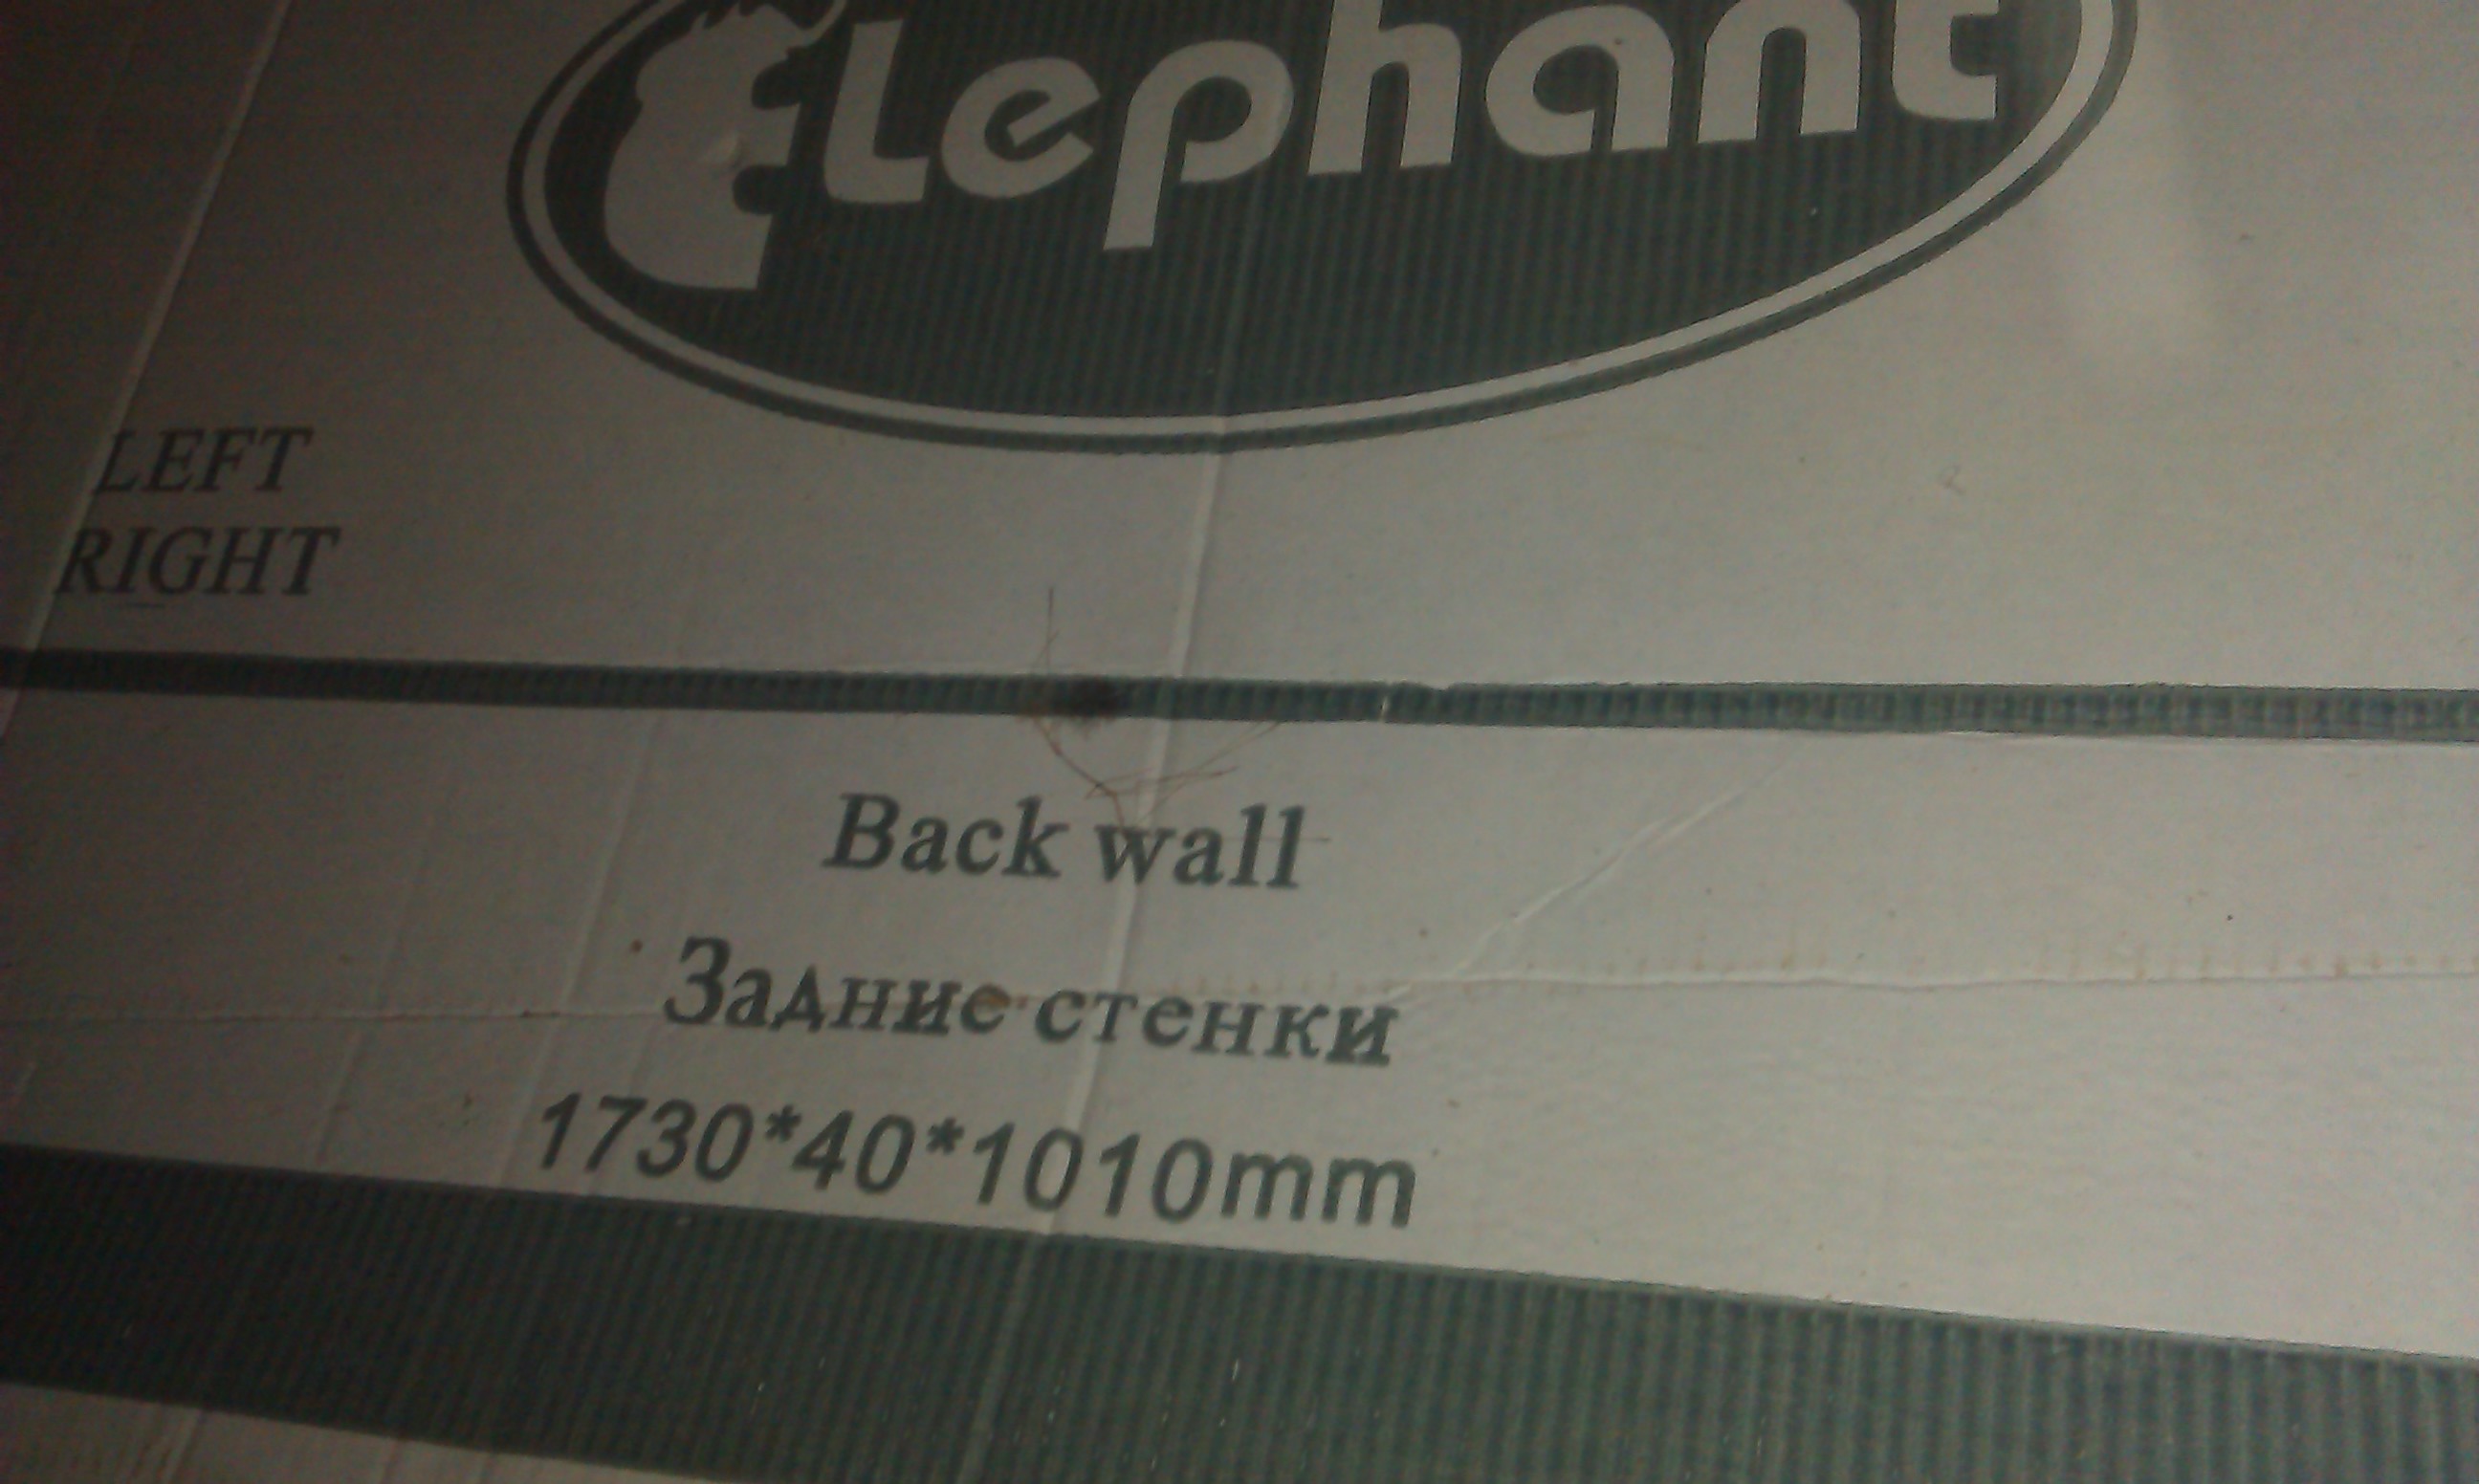 Elephant
LEFT
RIGHT
Back wall
Задние стенки
1730*40*1010mm